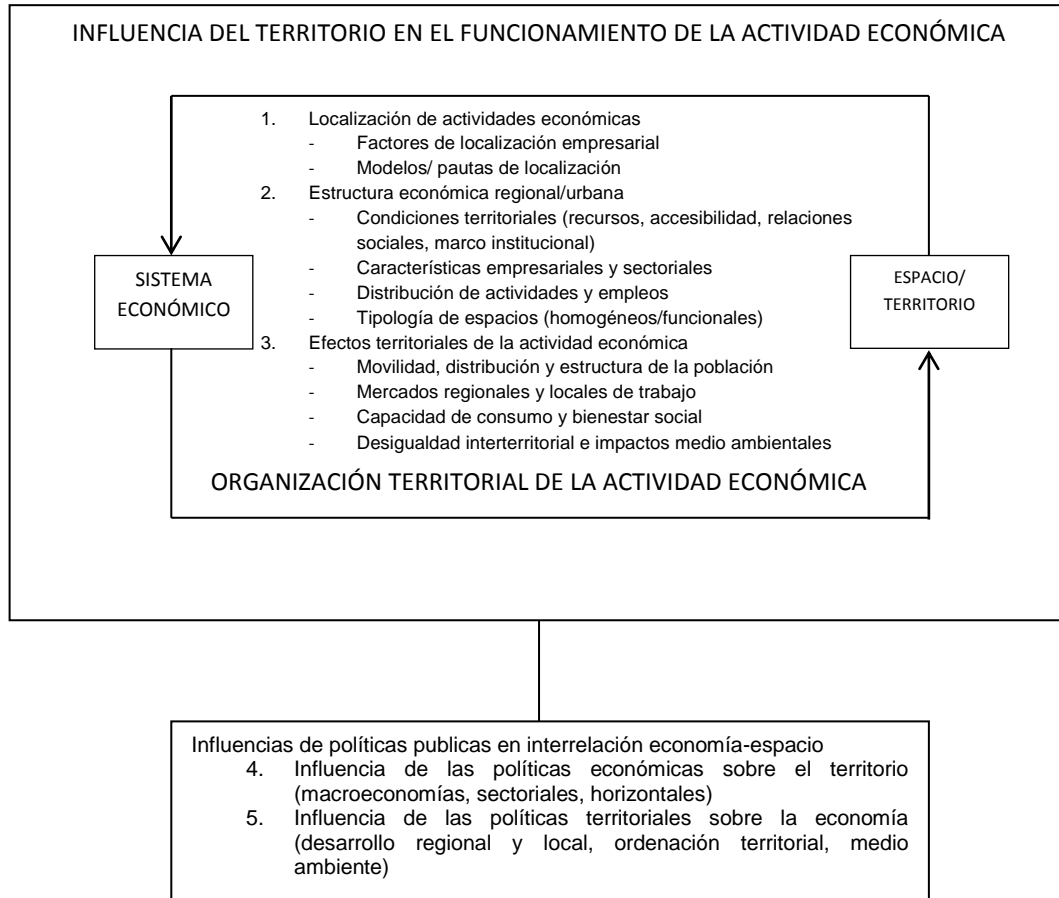 INFLUENCIA DEL TERRITORIO EN EL FUNCIONAMIENTO DE LA ACTIVIDAD ECONÓMICA
1. Localización de actividades económicas
- Factores de localización empresarial
- Modelos/ pautas de localización
2. Estructura económica regional/urbana
- Condiciones territoriales (recursos, accesibilidad, relaciones
sociales, marco institucional)
- Características empresariales y sectoriales
- Distribución de actividades y empleos
- Tipología de espacios (homogéneos/funcionales)
3. Efectos territoriales de la actividad económica
- Movilidad, distribución y estructura de la población
- Mercados regionales y locales de trabajo
- Capacidad de consumo y bienestar social
- Desigualdad interterritorial e impactos medio ambientales
SISTEMA
ECONÓMICO
ESPACIO/
TERRITORIO
ORGANIZACIÓN TERRITORIAL DE LA ACTIVIDAD ECONÓMICA
Influencias de políticas publicas en interrelación economía-espacio
4. Influencia de las políticas económicas sobre el territorio
(macroeconomías, sectoriales, horizontales)
5. Influencia de las políticas territoriales sobre la economía
(desarrollo regional y local, ordenación territorial, medio
ambiente)